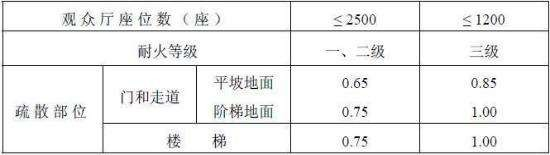 观众厅座位数（座） ≤2500 ≤1200
耐火等级 一、二级 三级
疏散部位 门和走道 平坡地面 0.65 0.85
阶梯地面 0.75 1.00
楼梯 0.75 1.00